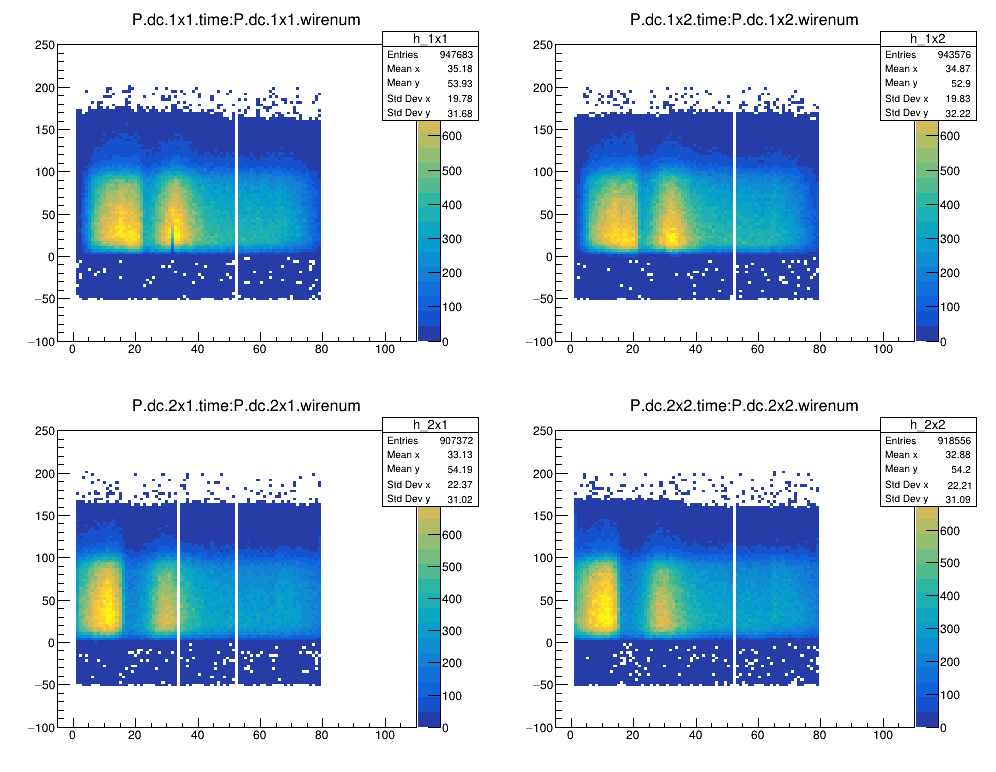 P.dc.1x1.time:P.dc.1x1.wirenum
h_1x1
Entries 947683
Mean x 35.18
Mean y 53.93
Std Dev x 19.78
Std Dev y 31.68
250
200
150
100
50
0
−50
−100
0 20 40 60 80 100
600
500
400
300
200
100
0
P.dc.1x2.time:P.dc.1x2.wirenum
h_1x2
Entries 943576
Mean x 34.87
Mean y 52.9
Std Dev x 19.83
Std Dev y 32.22
250
200
150
100
50
0
−50
−100
0 20 40 60 80 100
600
500
400
300
200
100
0
P.dc.2x1.time:P.dc.2x1.wirenum
h_2x1
Entries 907372
Mean x 33.13
Mean y 54.19
Std Dev x 22.37
Std Dev y 31.02
250
200
150
100
50
0
−50
−100
0 20 40 60 80 100
600
500
400
300
200
100
0
P.dc.2x2.time:P.dc.2x2.wirenum
h_2x2
Entries 918556
Mean x 32.88
Mean y 54.2
Std Dev x 22.21
Std Dev y 31.09
250
200
150
100
50
0
−50
−100
0 20 40 60 80 100
600
500
400
300
200
100
0